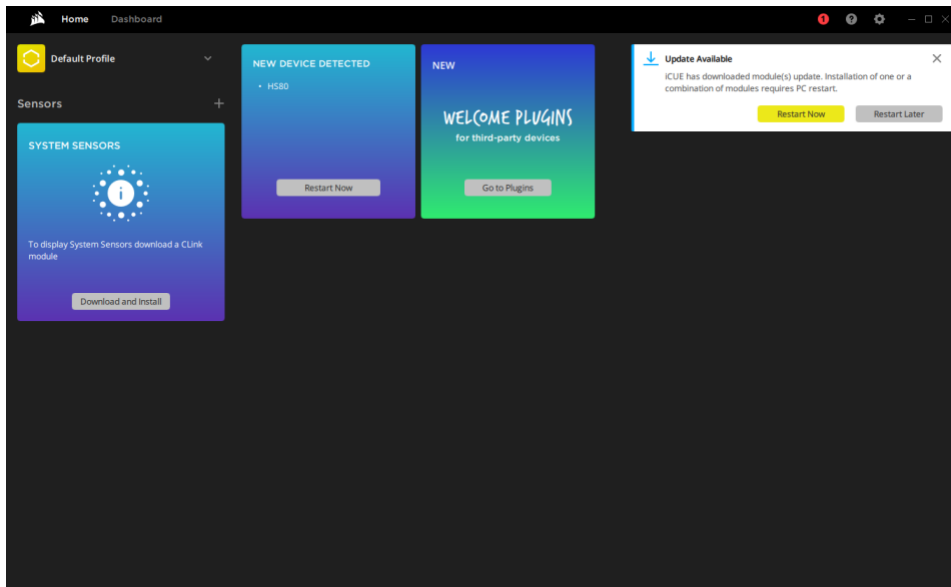 Home Dashboard 1 ?
Default Profile
Sensors +
SYSTEM SENSORS
i
To display System Sensors download a CLink
module
Download and Install
NEW DEVICE DETECTED
• HS80
Restart Now
NEW
WELCOME PLUGINS
for third-party devices
Go to Plugins
Update Available
iCUE has downloaded module(s) update. Installation of one or a
combination of modules requires PC restart.
Restart Now Restart Later